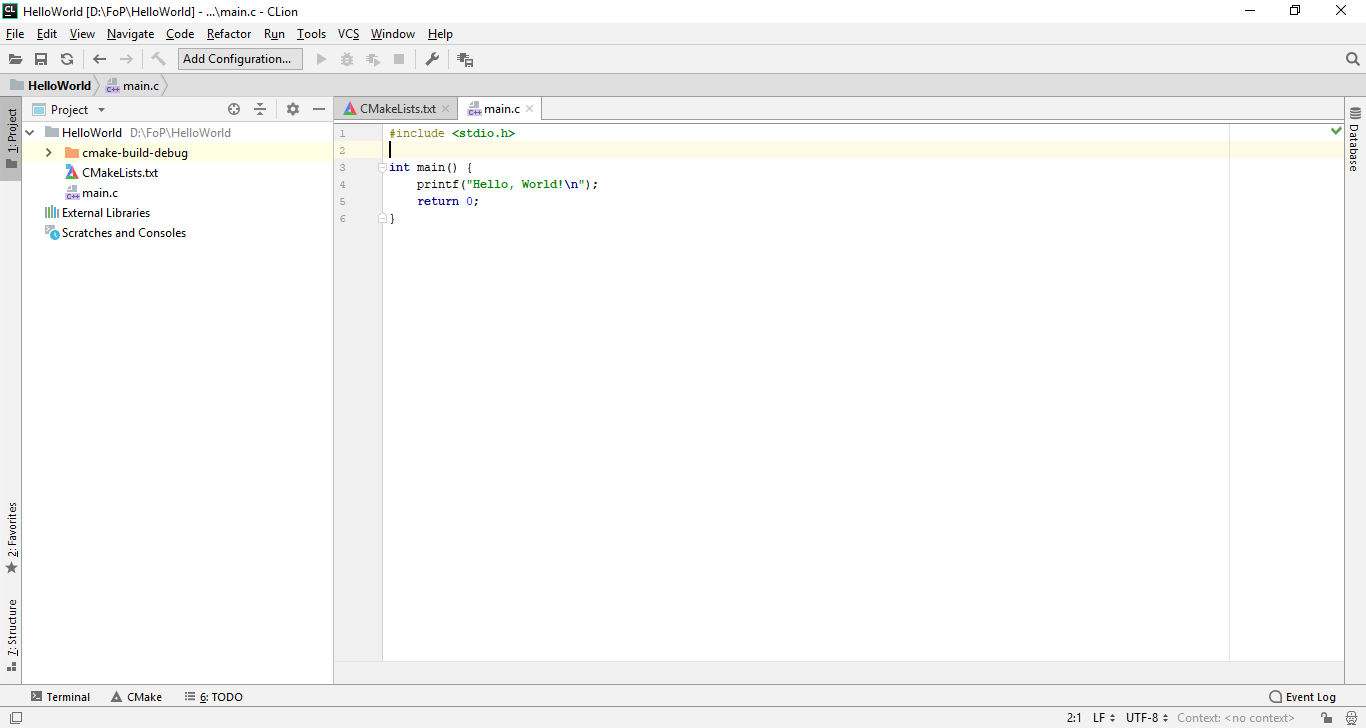 CL HelloWorld [D:\FoP\HelloWorld] - ...\main.c - CLion
File Edit View Navigate Code Refactor Run Tools VCS Window Help
Add Configuration...
HelloWorld C++ main.c
1: Project
2: Favorites
7: Structure
Project
HelloWorld D:\FoP\HelloWorld
cmake-build-debug
CMakeLists.txt
C++ main.c
External Libraries
Scratches and Consoles
CMakeLists.txt C++ main.c
1 #include <stdio.h>
2
3 int main() {
4 printf("Hello, World!\n");
5 return 0;
6 }
Database
Terminal CMake 6: TODO Event Log
2:1 LF UTF-8 Context: <no context>